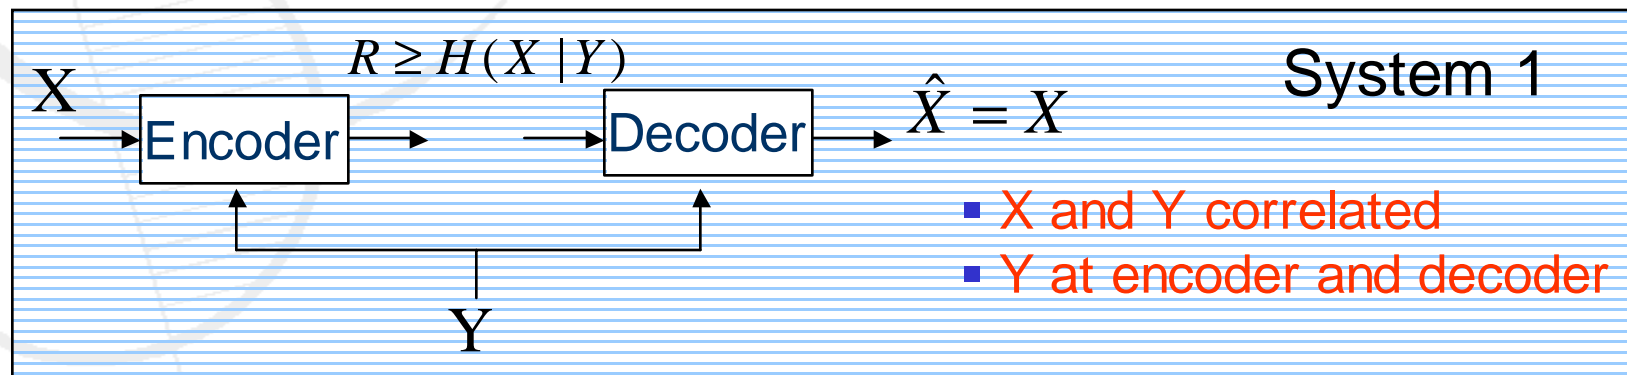 System 1
X
R ≥ H(X | Y)
Encoder
Decoder
X̂ = X
▪ X and Y correlated
▪ Y at encoder and decoder
Y